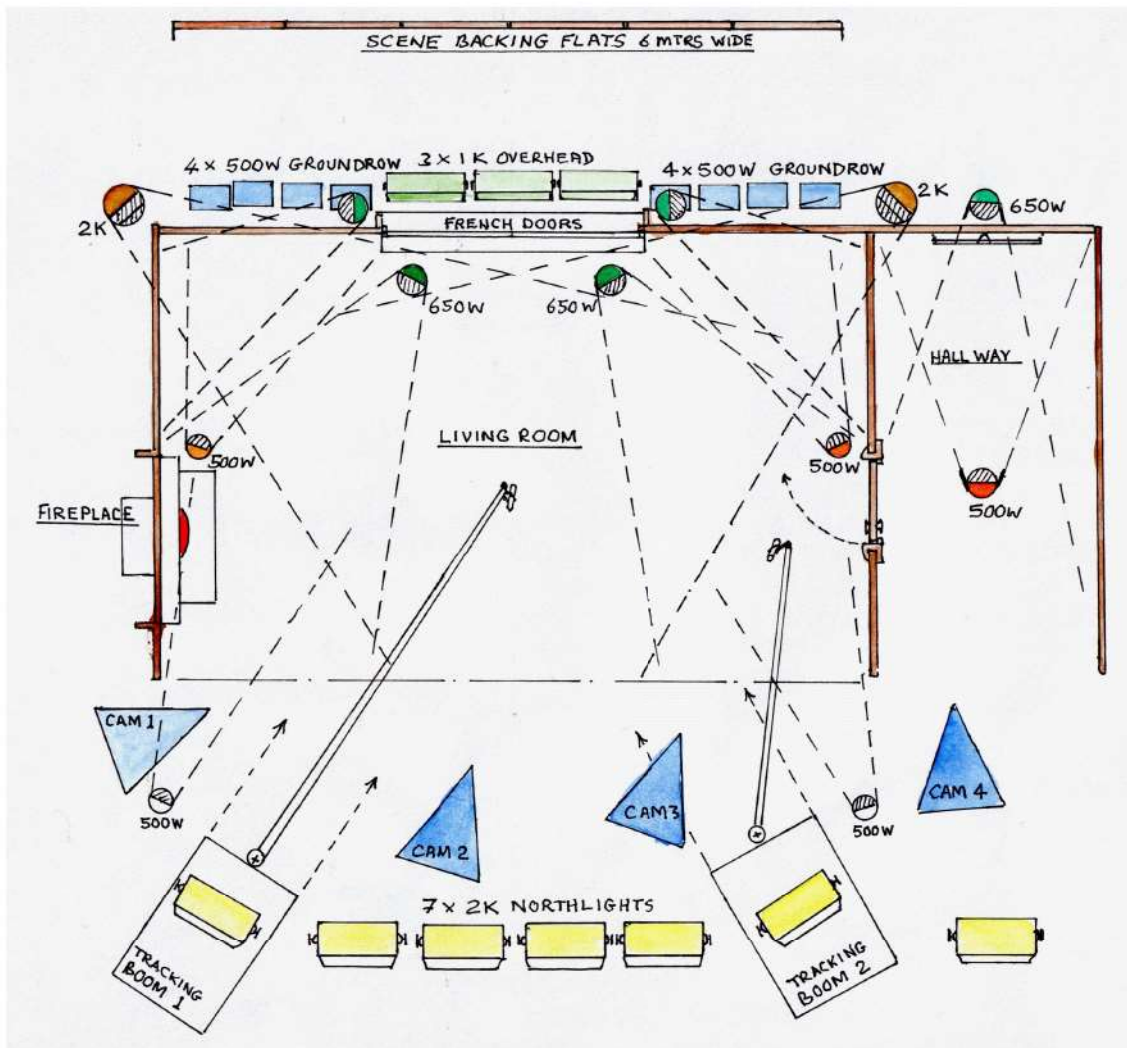 SCENE BACKING FLATS 6 MTRS WIDE
4 x 500W GROUNDROW
3 x 1K OVERHEAD
4 x 500W GROUNDROW
2K
2K
650W
FRENCH DOORS
650W
650W
HALL WAY
LIVING ROOM
500W
500W
500W
FIREPLACE
CAM 1
CAM 2
CAM3
CAM 4
500W
500W
7 x 2K NORTHLIGHTS
TRACKING
BOOM 1
TRACKING
BOOM 2